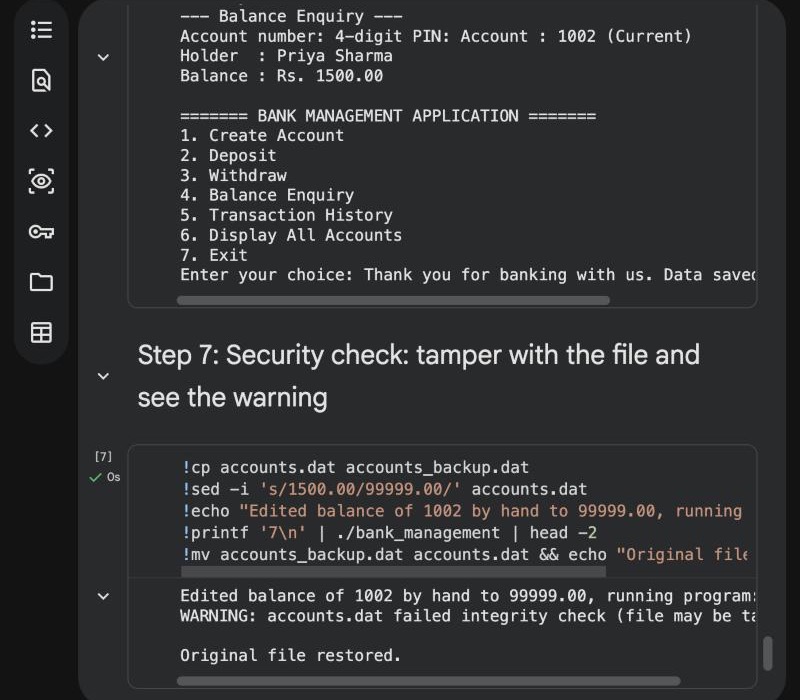 --- Balance Enquiry ---
Account number: 4-digit PIN: Account : 1002 (Current)
Holder  : Priya Sharma
Balance : Rs. 1500.00
======= BANK MANAGEMENT APPLICATION =======
1. Create Account
2. Deposit
3. Withdraw
4. Balance Enquiry
5. Transaction History
6. Display All Accounts
7. Exit
Enter your choice: Thank you for banking with us. Data saved
Step 7: Security check: tamper with the file and
see the warning
[7]
0s
!cp accounts.dat accounts_backup.dat
!sed -i 's/1500.00/99999.00/' accounts.dat
!echo "Edited balance of 1002 by hand to 99999.00, running
!printf '7\n' | ./bank_management | head -2
!mv accounts_backup.dat accounts.dat && echo "Original file
Edited balance of 1002 by hand to 99999.00, running program:
WARNING: accounts.dat failed integrity check (file may be ta
Original file restored.